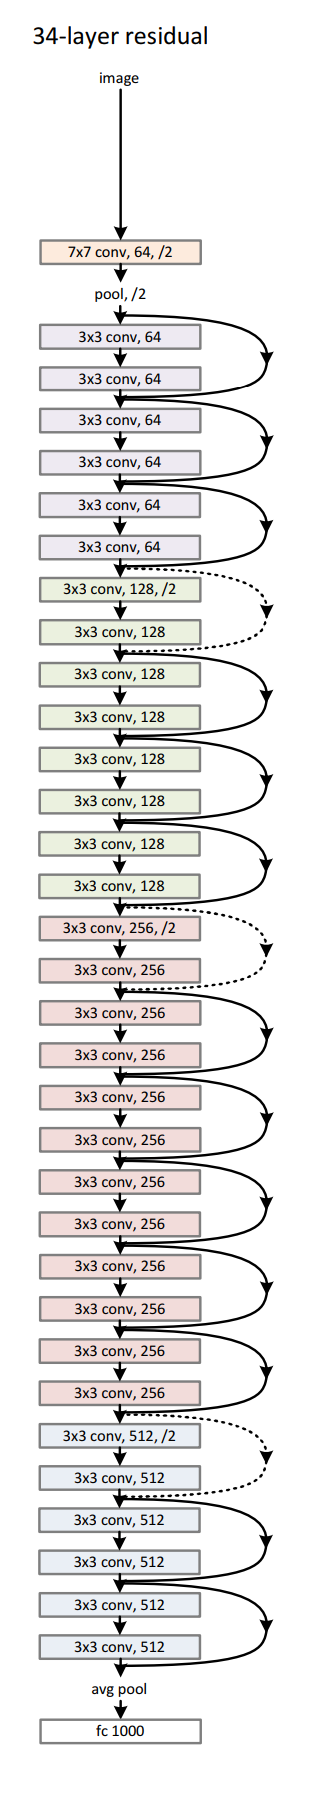 34-layer residual
image
7x7 conv, 64, /2
pool, /2
3x3 conv, 64
3x3 conv, 64
3x3 conv, 64
3x3 conv, 64
3x3 conv, 64
3x3 conv, 64
3x3 conv, 128, /2
3x3 conv, 128
3x3 conv, 128
3x3 conv, 128
3x3 conv, 128
3x3 conv, 128
3x3 conv, 128
3x3 conv, 128
3x3 conv, 256, /2
3x3 conv, 256
3x3 conv, 256
3x3 conv, 256
3x3 conv, 256
3x3 conv, 256
3x3 conv, 256
3x3 conv, 256
3x3 conv, 256
3x3 conv, 256
3x3 conv, 256
3x3 conv, 256
3x3 conv, 512, /2
3x3 conv, 512
3x3 conv, 512
3x3 conv, 512
3x3 conv, 512
3x3 conv, 512
avg pool
fc 1000